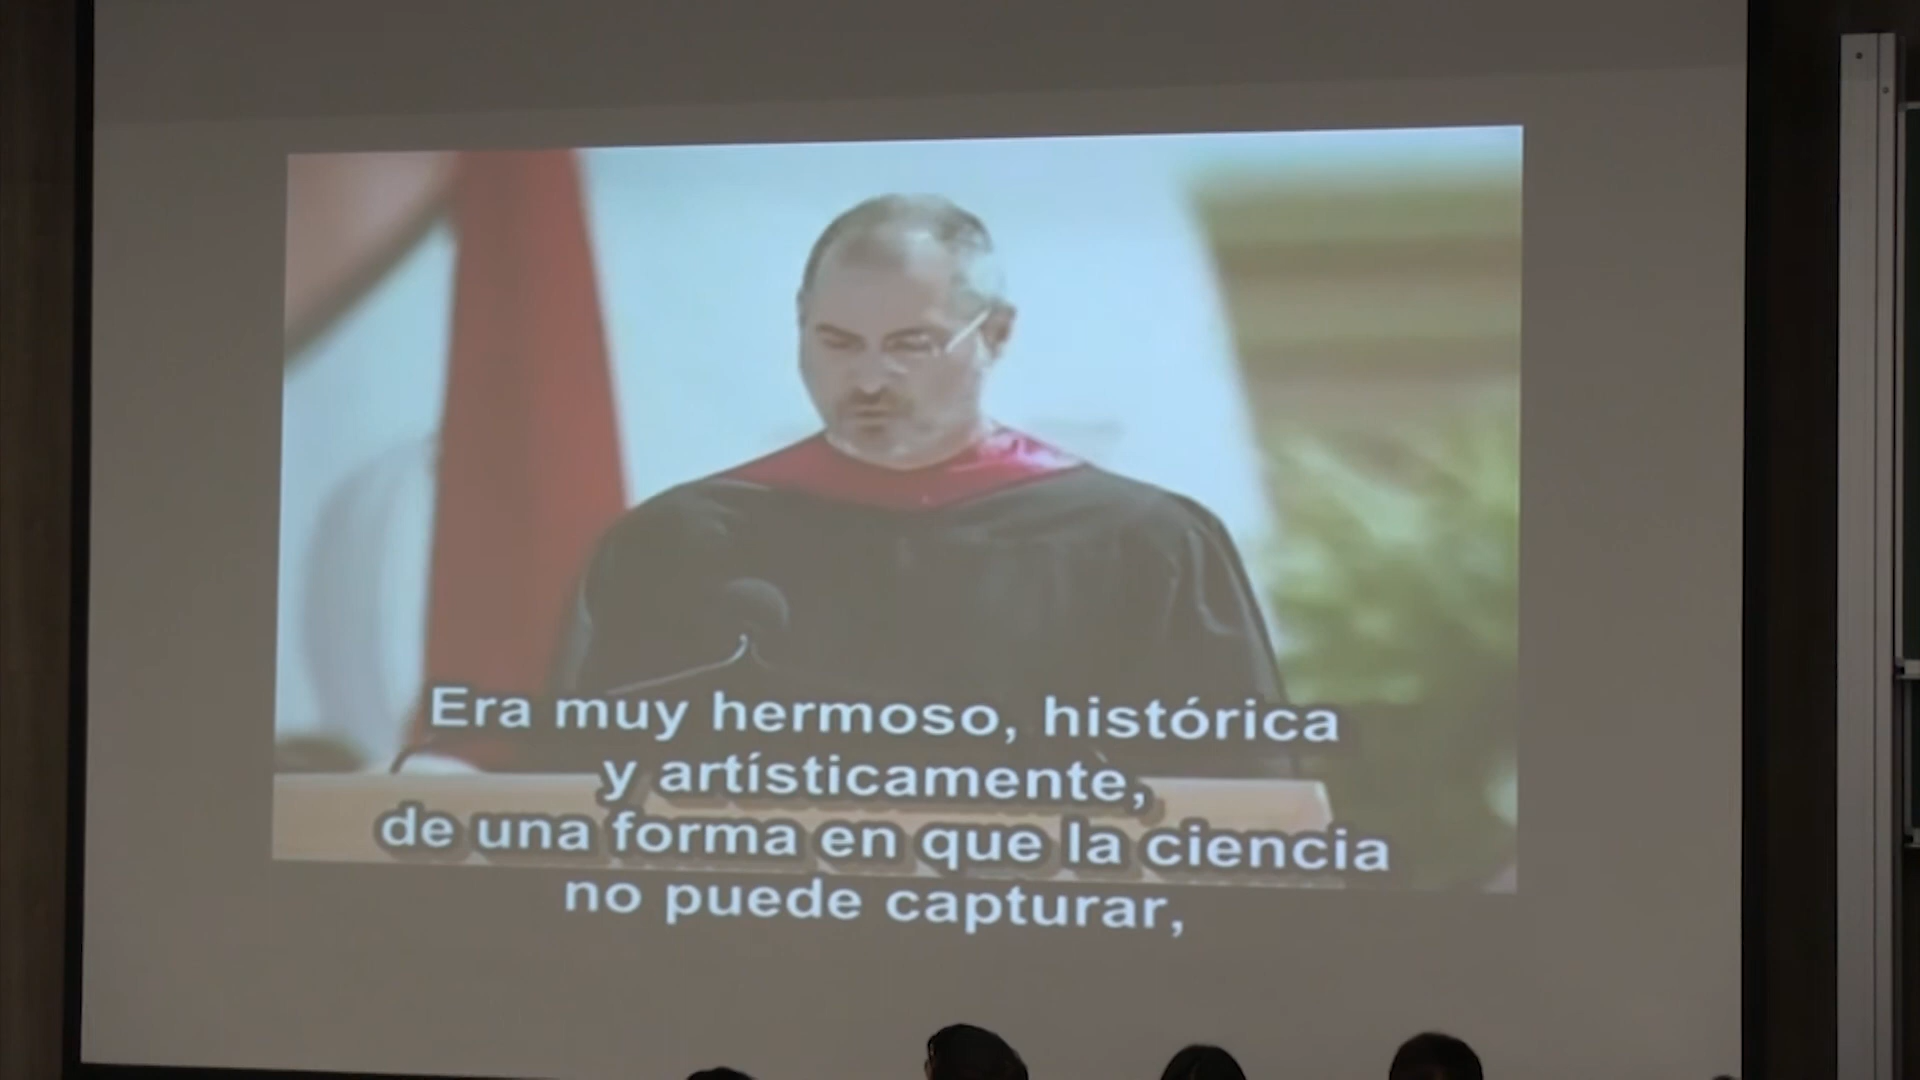 Era muy hermoso, histórica
y artísticamente,
de una forma en que la ciencia
no puede capturar,